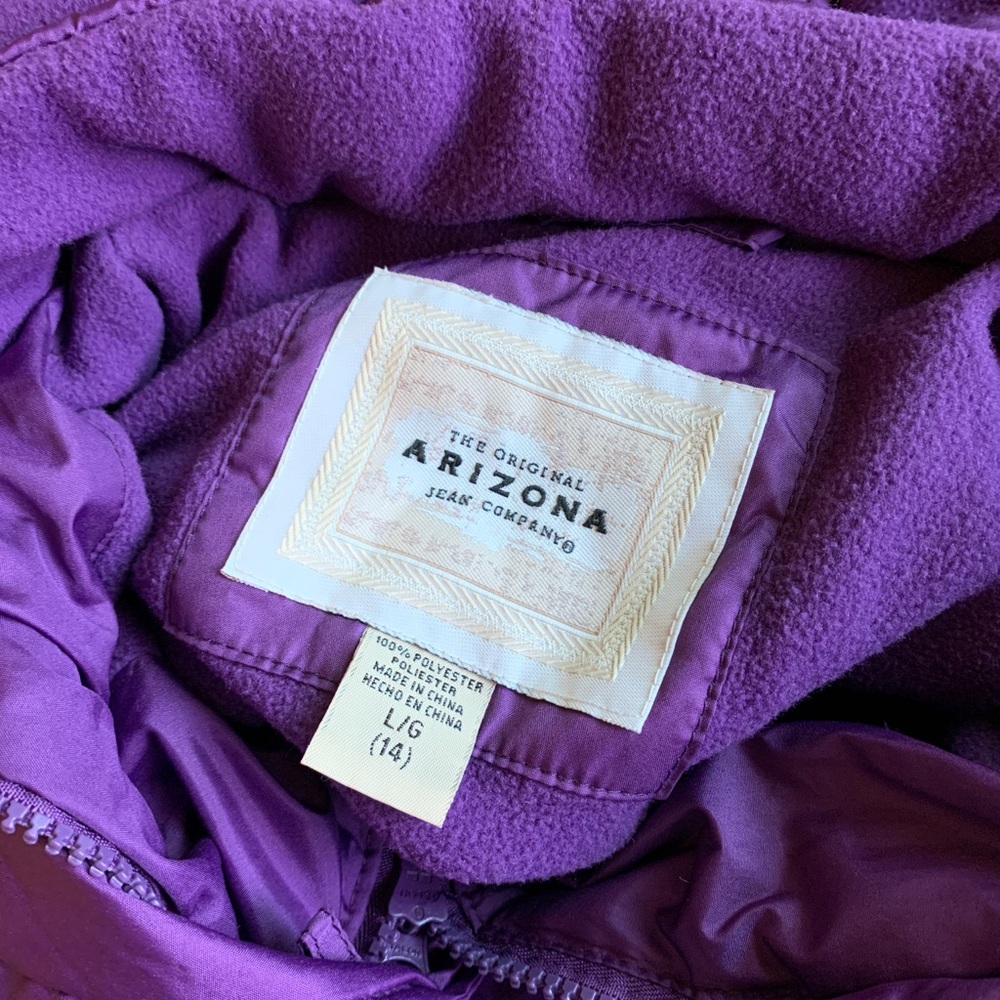 THE ORIGINAL
ARIZONA
JEAN COMPANY®
100% POLYESTER
POLIESTER
MADE IN CHINA
HECHO EN CHINA
L/G
(14)